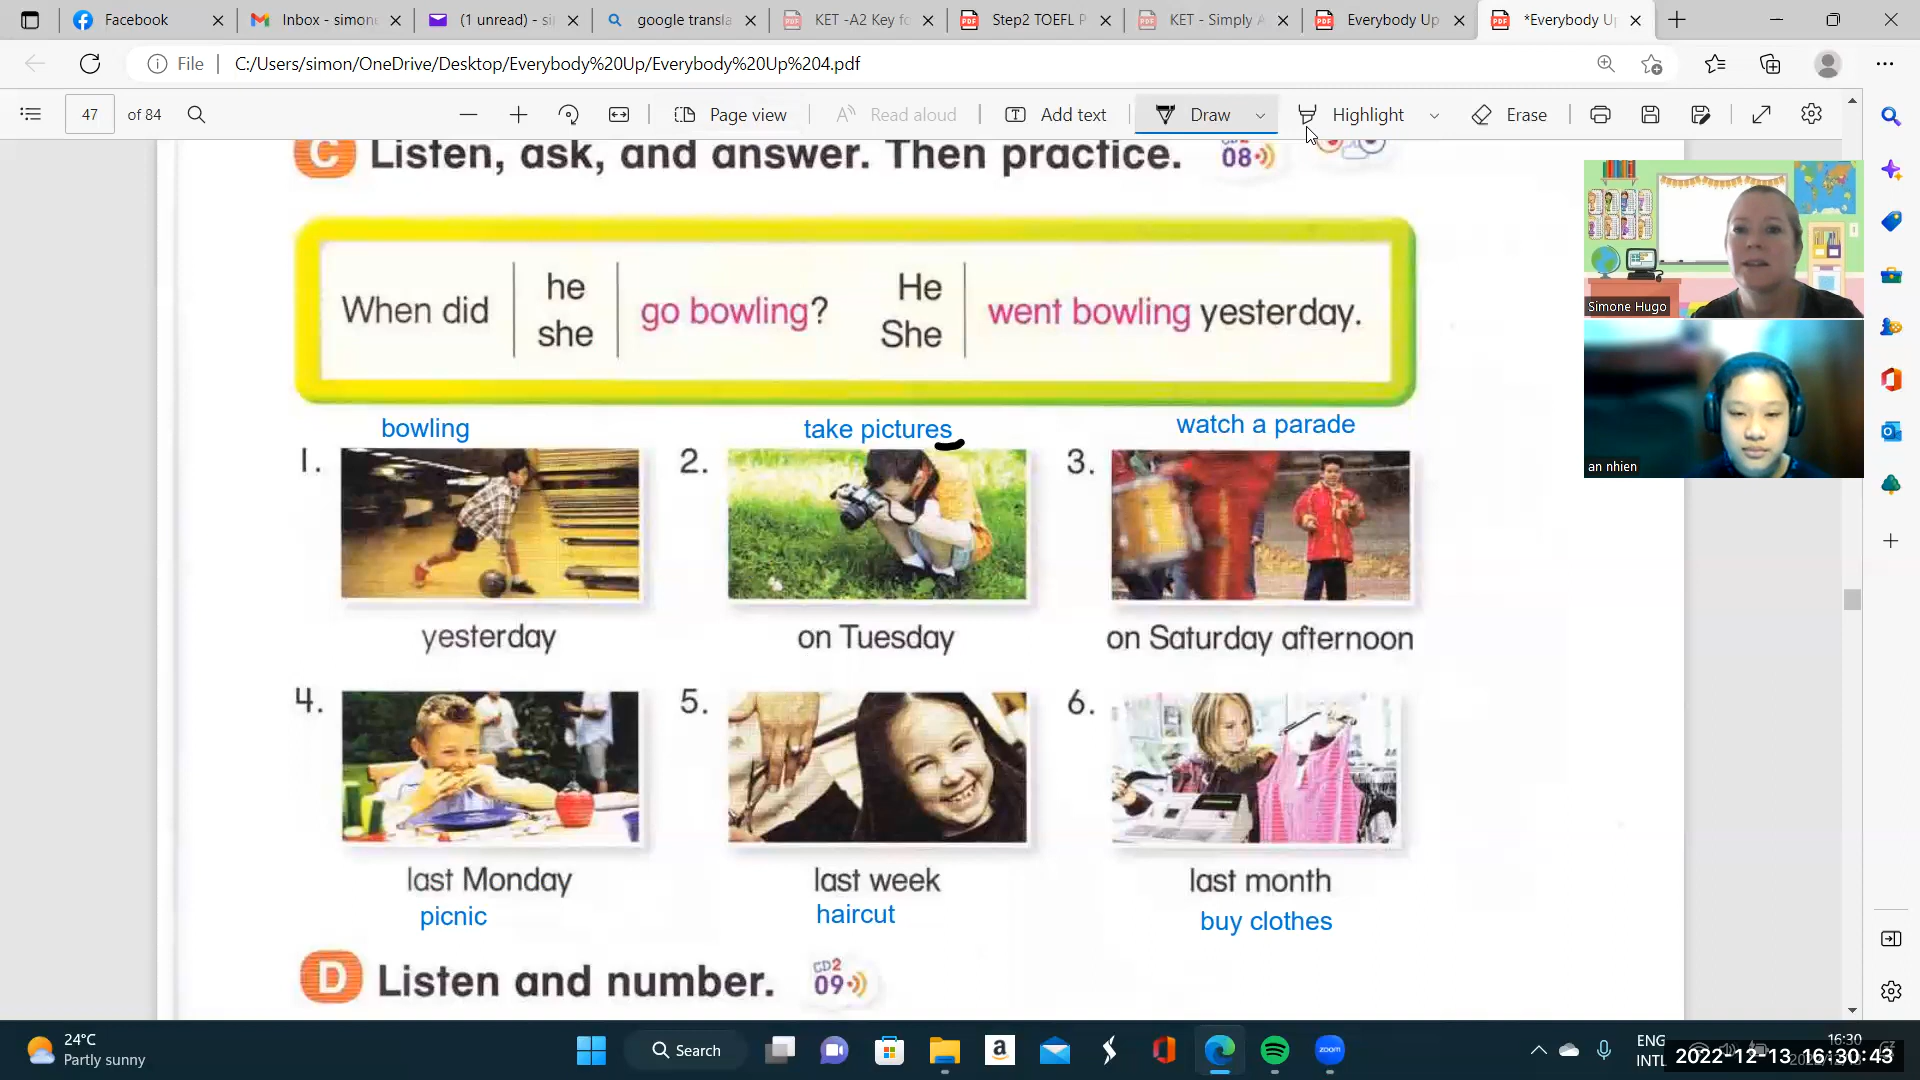 Facebook
Inbox - simon
(1 unread) - si
google transla
KET -A2 Key fo
Step2 TOEFL P
KET - Simply A
Everybody Up
*Everybody U
File
C:/Users/simon/OneDrive/Desktop/Everybody%20Up/Everybody%20Up%204.pdf
47 of 84
Page view
Read aloud
Add text
Draw
Highlight
Erase
C Listen, ask, and answer. Then practice. CD2 08
When did he she go bowling? He She went bowling yesterday.
bowling take pictures watch a parade
1. 2. 3.
yesterday on Tuesday on Saturday afternoon
4. 5. 6.
last Monday last week last month
picnic haircut buy clothes
D Listen and number. CD2 09
Simone Hugo
an nhien
24°C
Partly sunny
Search
zoom
ENG
INTL
16:30
2022-12-13 16:30:43